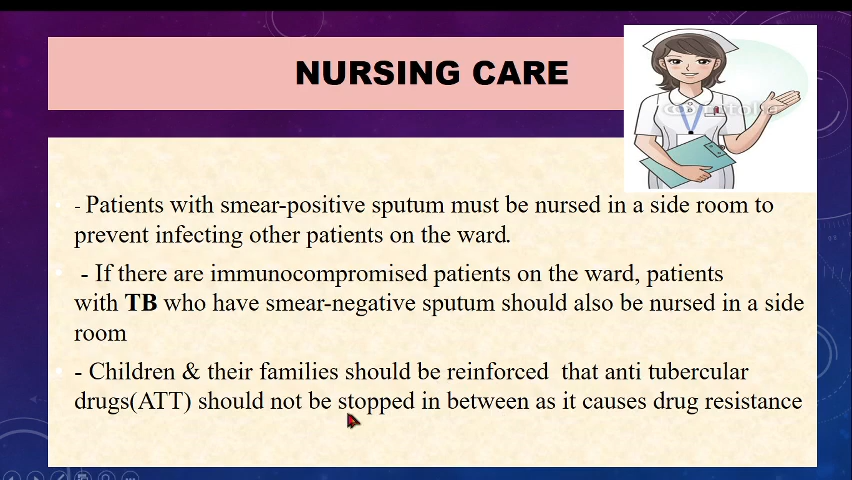 NURSING CARE
- Patients with smear-positive sputum must be nursed in a side room to
prevent infecting other patients on the ward.
- If there are immunocompromised patients on the ward, patients
with TB who have smear-negative sputum should also be nursed in a side
room
- Children & their families should be reinforced that anti tubercular
drugs(ATT) should not be stopped in between as it causes drug resistance